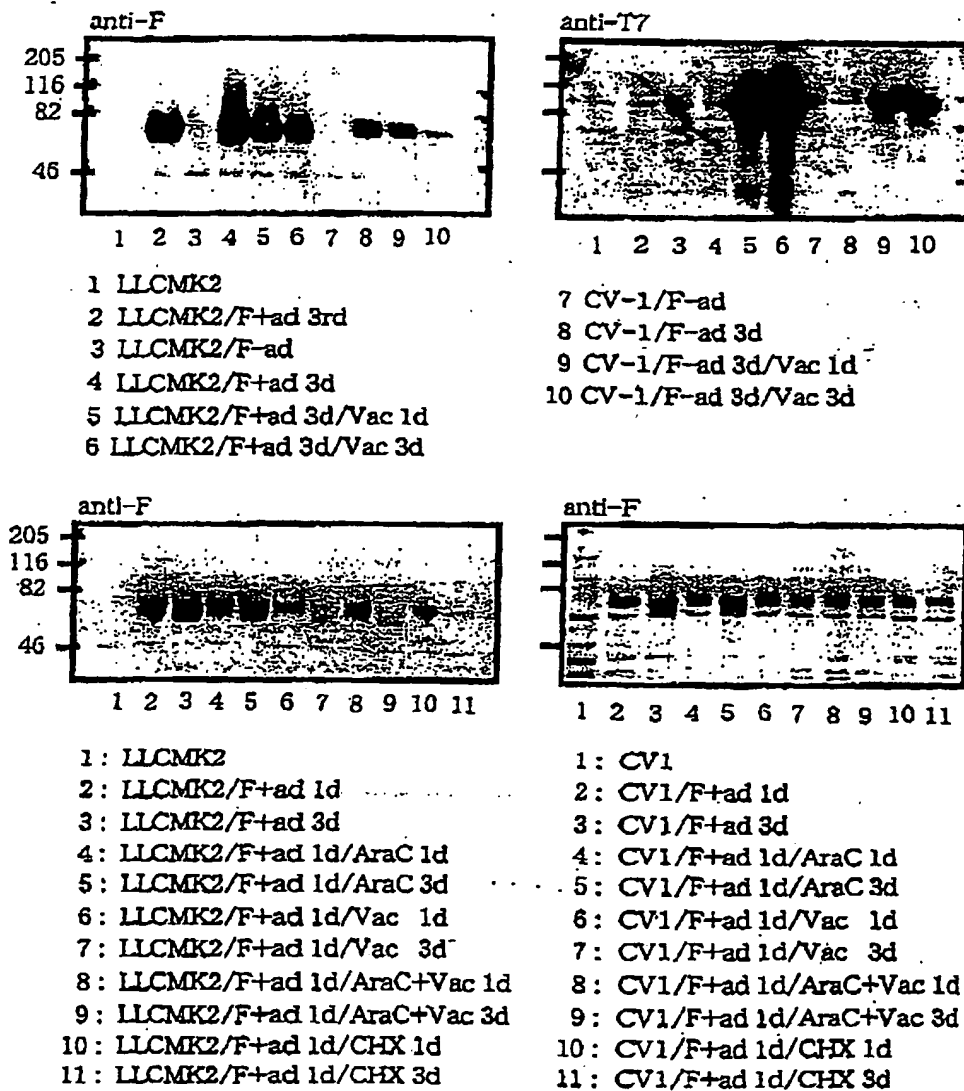 anti-F
205
116
82
46
1 2 3 4 5 6 7 8 9 10
1 LLCMK2
2 LLCMK2/F+ad 3rd
3 LLCMK2/F-ad
4 LLCMK2/F+ad 3d
5 LLCMK2/F+ad 3d/Vac 1d
6 LLCMK2/F+ad 3d/Vac 3d
anti-T7
1 2 3 4 5 6 7 8 9 10
7 CV-1/F-ad
8 CV-1/F-ad 3d
9 CV-1/F-ad 3d/Vac 1d
10 CV-1/F-ad 3d/Vac 3d
anti-F
205
116
82
46
1 2 3 4 5 6 7 8 9 10 11
1: LLCMK2
2: LLCMK2/F+ad 1d
3: LLCMK2/F+ad 3d
4: LLCMK2/F+ad 1d/AraC 1d
5: LLCMK2/F+ad 1d/AraC 3d
6: LLCMK2/F+ad 1d/Vac 1d
7: LLCMK2/F+ad 1d/Vac 3d
8: LLCMK2/F+ad 1d/AraC+Vac 1d
9: LLCMK2/F+ad 1d/AraC+Vac 3d
10: LLCMK2/F+ad 1d/CHX 1d
11: LLCMK2/F+ad 1d/CHX 3d
anti-F
1 2 3 4 5 6 7 8 9 10 11
1: CV1
2: CV1/F+ad 1d
3: CV1/F+ad 3d
4: CV1/F+ad 1d/AraC 1d
5: CV1/F+ad 1d/AraC 3d
6: CV1/F+ad 1d/Vac 1d
7: CV1/F+ad 1d/Vac 3d
8: CV1/F+ad 1d/AraC+Vac 1d
9: CV1/F+ad 1d/AraC+Vac 3d
10: CV1/F+ad 1d/CHX 1d
11: CV1/F+ad 1d/CHX 3d